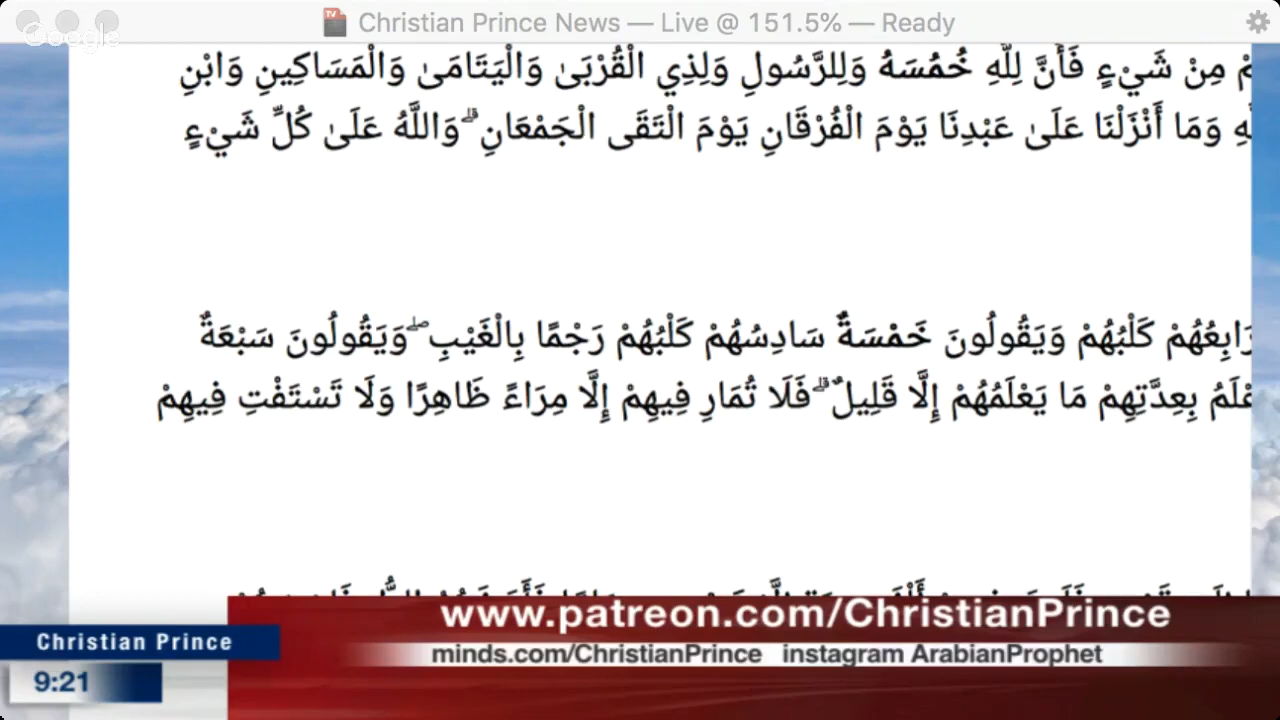 Christian Prince News — Live @ 151.5% — Ready
Google
مْ مِنْ شَيْءٍ فَأَنَّ لِلَّهِ خُمُسَهُ وَلِلرَّسُولِ وَلِذِي الْقُرْبَىٰ وَالْيَتَامَىٰ وَالْمَسَاكِينِ وَابْنِ
لَّهِ وَمَا أَنْزَلْنَا عَلَىٰ عَبْدِنَا يَوْمَ الْفُرْقَانِ يَوْمَ الْتَقَى الْجَمْعَانِ ۗ وَاللَّهُ عَلَىٰ كُلِّ شَيْءٍ
رَابِعُهُمْ كَلْبُهُمْ وَيَقُولُونَ خَمْسَةٌ سَادِسُهُمْ كَلْبُهُمْ رَجْمًا بِالْغَيْبِ ۖ وَيَقُولُونَ سَبْعَةٌ
عْلَمُ بِعِدَّتِهِمْ مَا يَعْلَمُهُمْ إِلَّا قَلِيلٌ ۗ فَلَا تُمَارِ فِيهِمْ إِلَّا مِرَاءً ظَاهِرًا وَلَا تَسْتَفْتِ فِيهِمْ
www.patreon.com/ChristianPrince
Christian Prince
minds.com/ChristianPrince instagram ArabianProphet
9:21